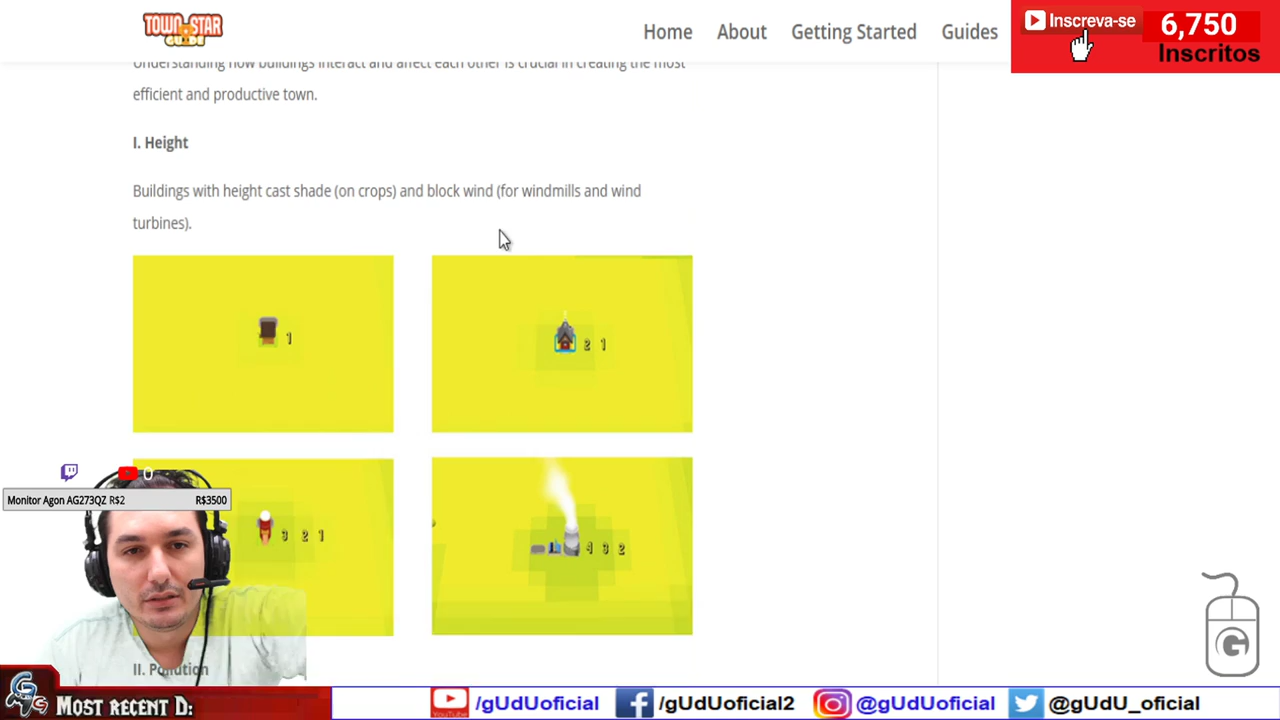 TOWN STAR
GUIDE
Home
About
Getting Started
Guides
Inscreva-se
6,750
Inscritos
Understanding how buildings interact and affect each other is crucial in creating the most
efficient and productive town.
I. Height
Buildings with height cast shade (on crops) and block wind (for windmills and wind
turbines).
1
2 1
3 2 1
4 3 2
0
Monitor Agon AG273QZ R$2 R$3500
II. Pollution
MOST RECENT D:
YouTube
/gUdUoficial
/gUdUoficial2
@gUdUoficial
@gUdU_oficial
G